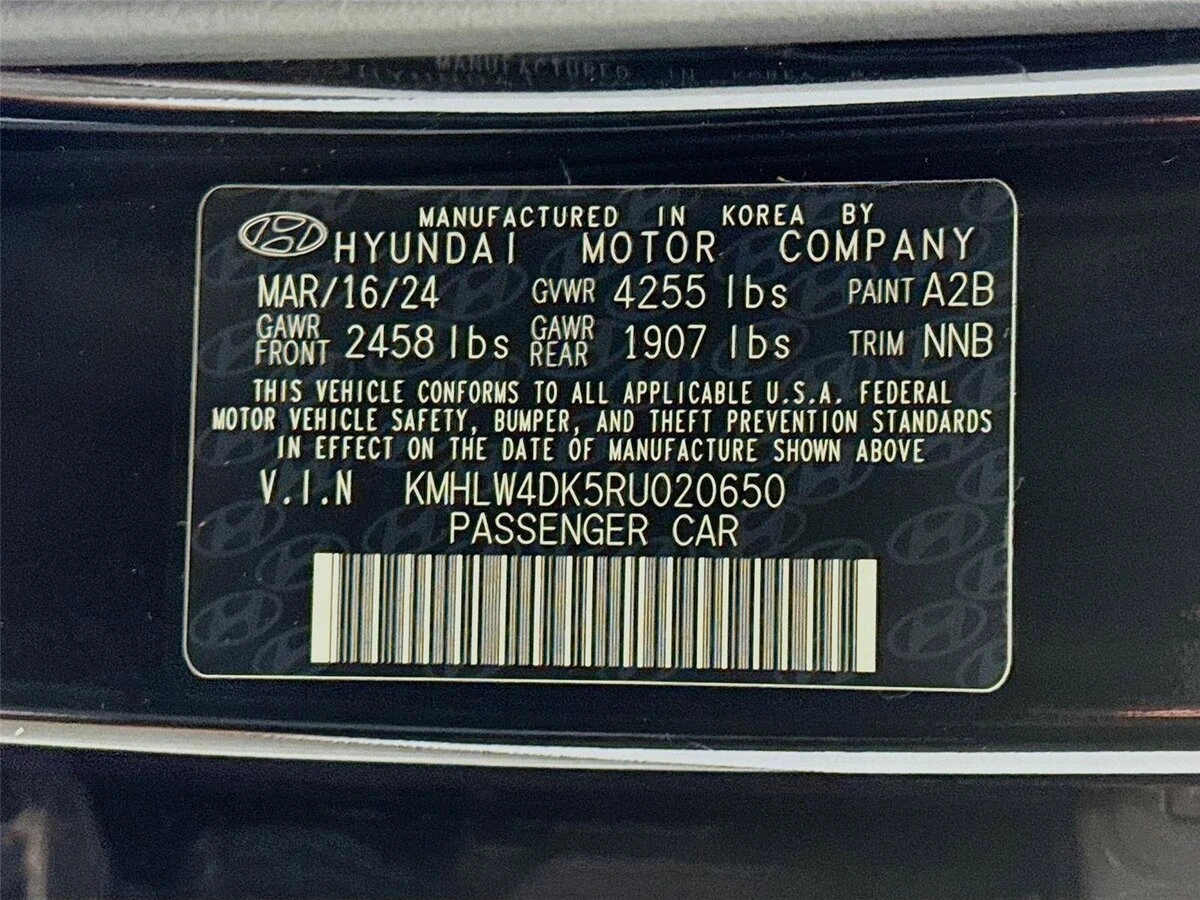 MANUFACTURED IN KOREA BY
HYUNDAI MOTOR COMPANY
MAR/16/24 GVWR 4255 lbs PAINT A2B
GAWR FRONT 2458 lbs GAWR REAR 1907 lbs TRIM NNB
THIS VEHICLE CONFORMS TO ALL APPLICABLE U.S.A. FEDERAL
MOTOR VEHICLE SAFETY, BUMPER, AND THEFT PREVENTION STANDARDS
IN EFFECT ON THE DATE OF MANUFACTURE SHOWN ABOVE
V.I.N KMHLW4DK5RU020650
PASSENGER CAR